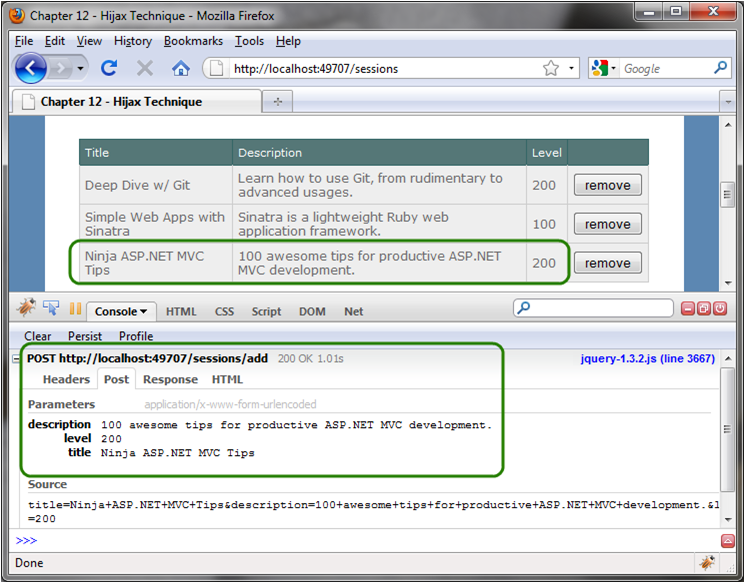 Chapter 12 - Hijax Technique - Mozilla Firefox
File Edit View History Bookmarks Tools Help
http://localhost:49707/sessions
Google
Chapter 12 - Hijax Technique
Title Description Level
Deep Dive w/ Git
Learn how to use Git, from rudimentary to
advanced usages.
200
remove
Simple Web Apps with
Sinatra
Sinatra is a lightweight Ruby web
application framework.
100
remove
Ninja ASP.NET MVC
Tips
100 awesome tips for productive ASP.NET
MVC development.
200
remove
Console HTML CSS Script DOM Net
Clear Persist Profile
POST http://localhost:49707/sessions/add 200 OK 1.01s jquery-1.3.2.js (line 3667)
Headers Post Response HTML
Parameters application/x-www-form-urlencoded
description 100 awesome tips for productive ASP.NET MVC development.
level 200
title Ninja ASP.NET MVC Tips
Source
title=Ninja+ASP.NET+MVC+Tips&description=100+awesome+tips+for+productive+ASP.NET+MVC+development.&l
=200
>>>
Done